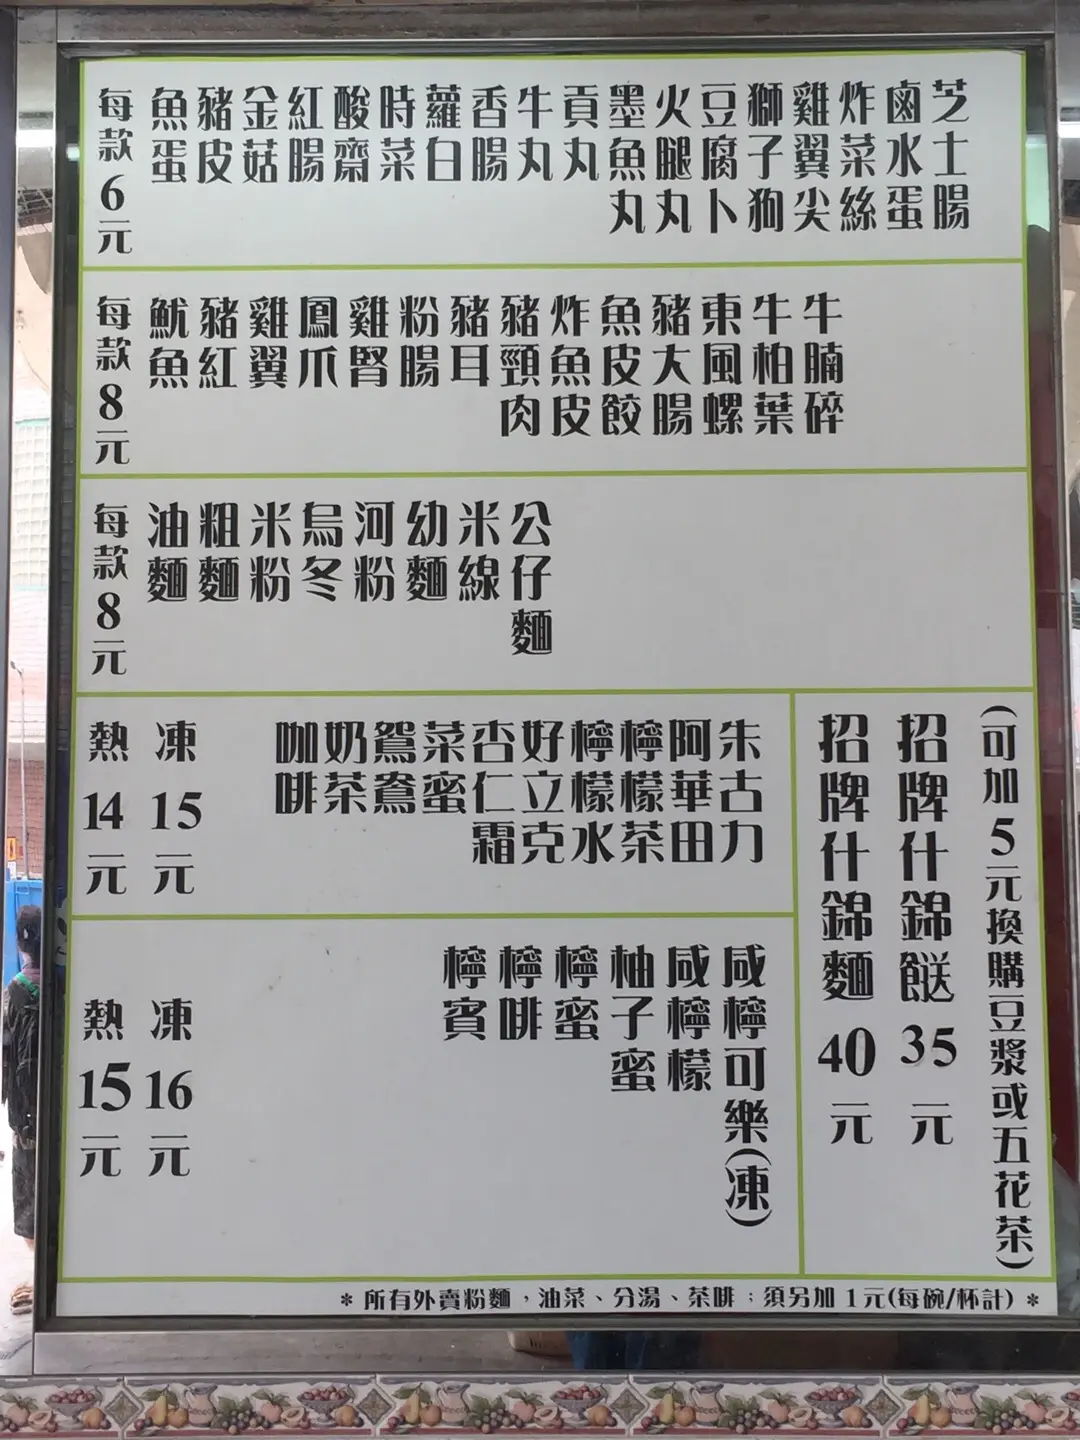 每款6元
魚蛋
豬皮
金菇
紅腸
酸齋
時菜
蘿白
香腸
牛丸
貢丸
墨魚丸
火腿丸
豆腐卜
獅子狗
雞翼尖
炸菜絲
鹵水蛋
芝士腸
每款8元
魷魚
豬紅
雞翼
鳳爪
雞腎
粉腸
豬耳
豬頸肉
炸魚皮
魚皮餃
豬大腸
東風螺
牛柏葉
牛腩碎
每款8元
油麵
粗麵
米粉
烏冬
河粉
幼麵
米線
公仔麵
熱14元
凍15元
咖啡
奶茶
鴛鴦
菜蜜
杏仁霜
好立克
檸檬水
檸檬茶
阿華田
朱古力
熱15元
凍16元
檸賓
檸啡
檸蜜
柚子蜜
咸檸檬
咸檸可樂(凍)
招牌什錦麵40元
招牌什錦餸35元
(可加5元換購豆漿或五花茶)
* 所有外賣粉麵，油菜、分湯、茶啡；須另加1元(每碗/杯計) *